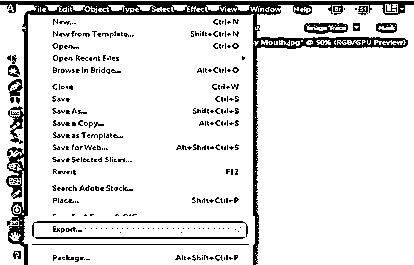 File Edit Object Type Select Effect View Window Help
Image Trace Mask
y Mouth.jpg* @ 50% (RGB/GPU Preview)
New... Ctrl+N
New from Template... Shift+Ctrl+N
Open... Ctrl+O
Open Recent Files
Browse in Bridge... Alt+Ctrl+O
Close Ctrl+W
Save Ctrl+S
Save As... Shift+Ctrl+S
Save a Copy... Alt+Ctrl+S
Save as Template...
Save for Web... Alt+Shift+Ctrl+S
Save Selected Slices...
Revert F12
Search Adobe Stock...
Place... Shift+Ctrl+P
Export...
Package... Alt+Shift+Ctrl+P